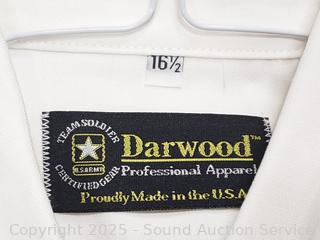 16½
TEAM SOLDIER
U.S.ARMY
CERTIFIED GEAR
Darwood™
Professional Apparel
Proudly Made in the U.S.A
Copyright 2025 - Sound Auction Service